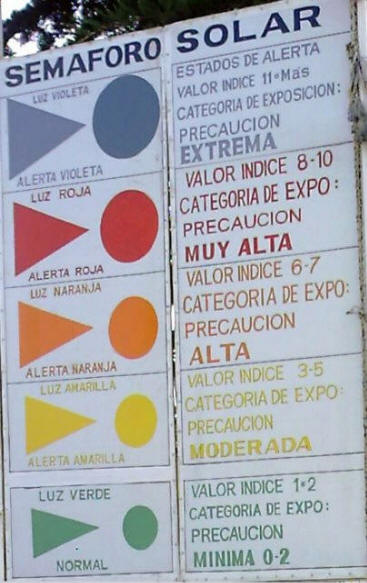 SEMAFORO SOLAR
LUZ VIOLETA
ALERTA VIOLETA
ESTADOS DE ALERTA
VALOR INDICE 11º Mas
CATEGORIA DE EXPOSICION:
PRECAUCION
EXTREMA
LUZ ROJA
ALERTA ROJA
VALOR INDICE 8-10
CATEGORIA DE EXPO:
PRECAUCION
MUY ALTA
LUZ NARANJA
ALERTA NARANJA
VALOR INDICE 6-7
CATEGORIA DE EXPO:
PRECAUCION
ALTA
LUZ AMARILLA
ALERTA AMARILLA
VALOR INDICE 3-5
CATEGORIA DE EXPO:
PRECAUCION
MODERADA
LUZ VERDE
NORMAL
VALOR INDICE 1-2
CATEGORIA DE EXPO:
PRECAUCION
MINIMA 0-2